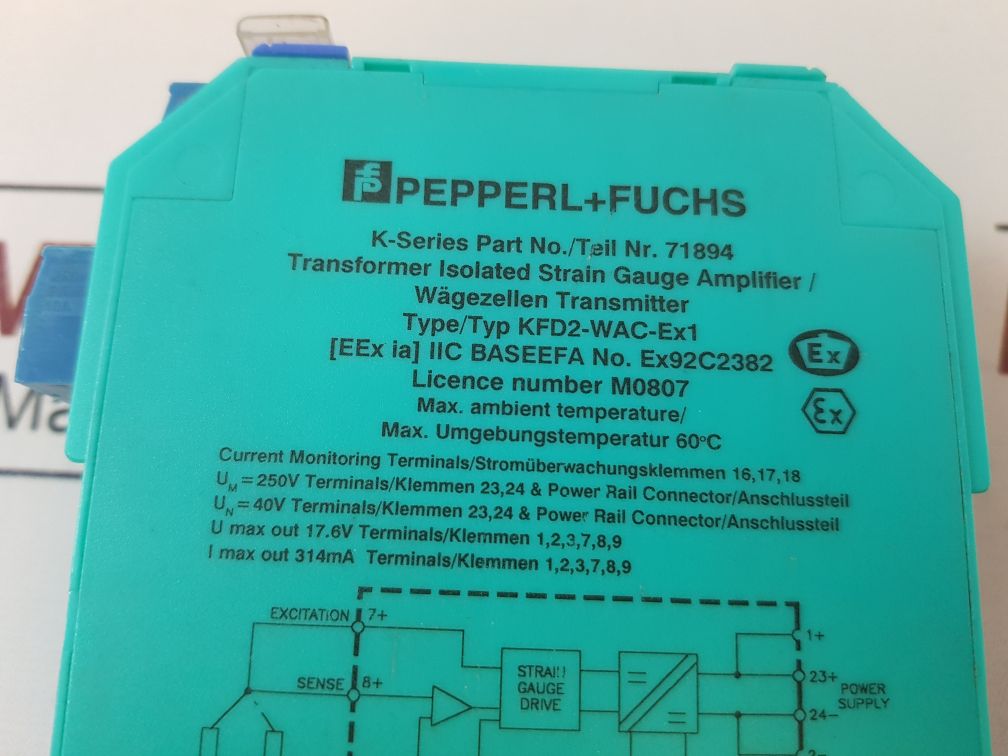 PEPPERL+FUCHS
K-Series Part No./Teil Nr. 71894
Transformer Isolated Strain Gauge Amplifier /
Wägezellen Transmitter
Type/Typ KFD2-WAC-Ex1
[EEx ia] IIC BASEEFA No. Ex92C2382
Ex
Licence number M0807
Ex
Max. ambient temperature/
Max. Umgebungstemperatur 60°C
Current Monitoring Terminals/Stromüberwachungsklemmen 16,17,18
UM=250V Terminals/Klemmen 23,24 & Power Rail Connector/Anschlussteil
UN=40V Terminals/Klemmen 23,24 & Power Rail Connector/Anschlussteil
U max out 17.6V Terminals/Klemmen 1,2,3,7,8,9
I max out 314mA Terminals/Klemmen 1,2,3,7,8,9
EXCITATION 7+
1+
SENSE 8+
STRAIN
GAUGE
DRIVE
23+
POWER
SUPPLY
24-
2-